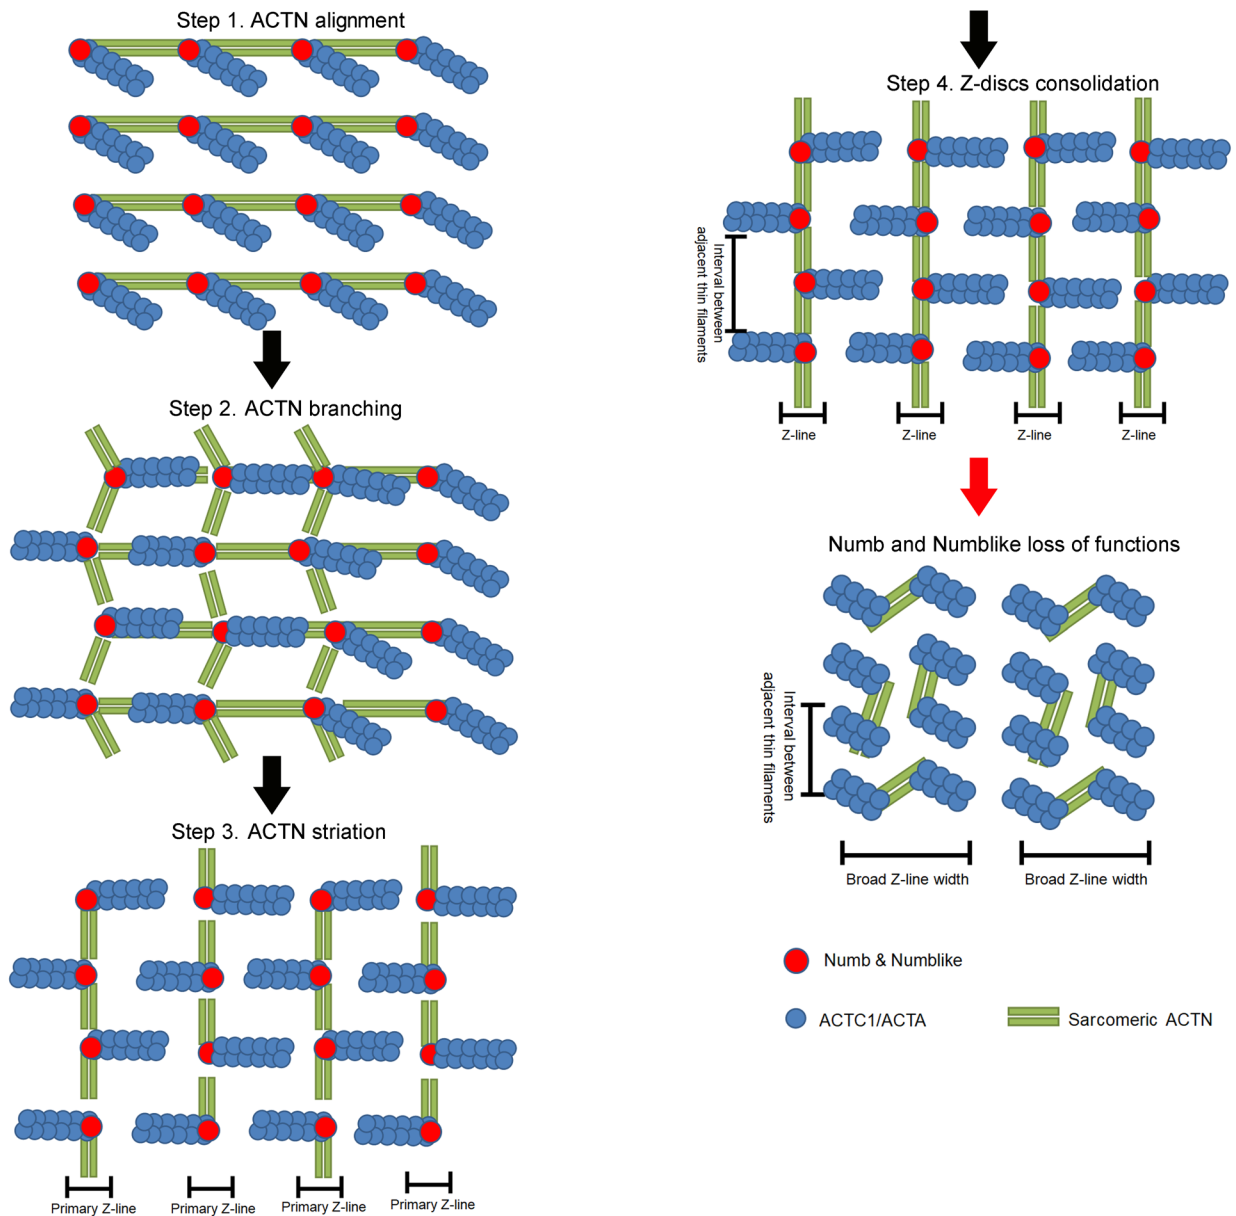 Step 1. ACTN alignment
Step 2. ACTN branching
Step 3. ACTN striation
Primary Z-line
Primary Z-line
Primary Z-line
Primary Z-line
Step 4. Z-discs consolidation
Interval between
adjacent thin filaments
Z-line
Z-line
Z-line
Z-line
Numb and Numblike loss of functions
Interval between
adjacent thin filaments
Broad Z-line width
Broad Z-line width
Numb & Numblike
ACTC1/ACTA
Sarcomeric ACTN